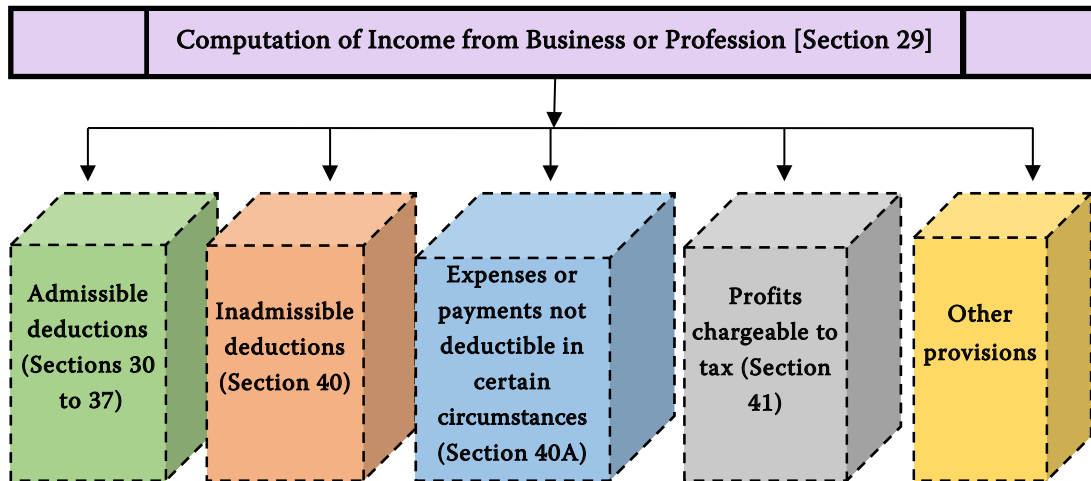 Computation of Income from Business or Profession [Section 29]
Admissible
deductions
(Sections 30
to 37)
Inadmissible
deductions
(Section 40)
Expenses or
payments not
deductible in
certain
circumstances
(Section 40A)
Profits
chargeable to
tax (Section
41)
Other
provisions